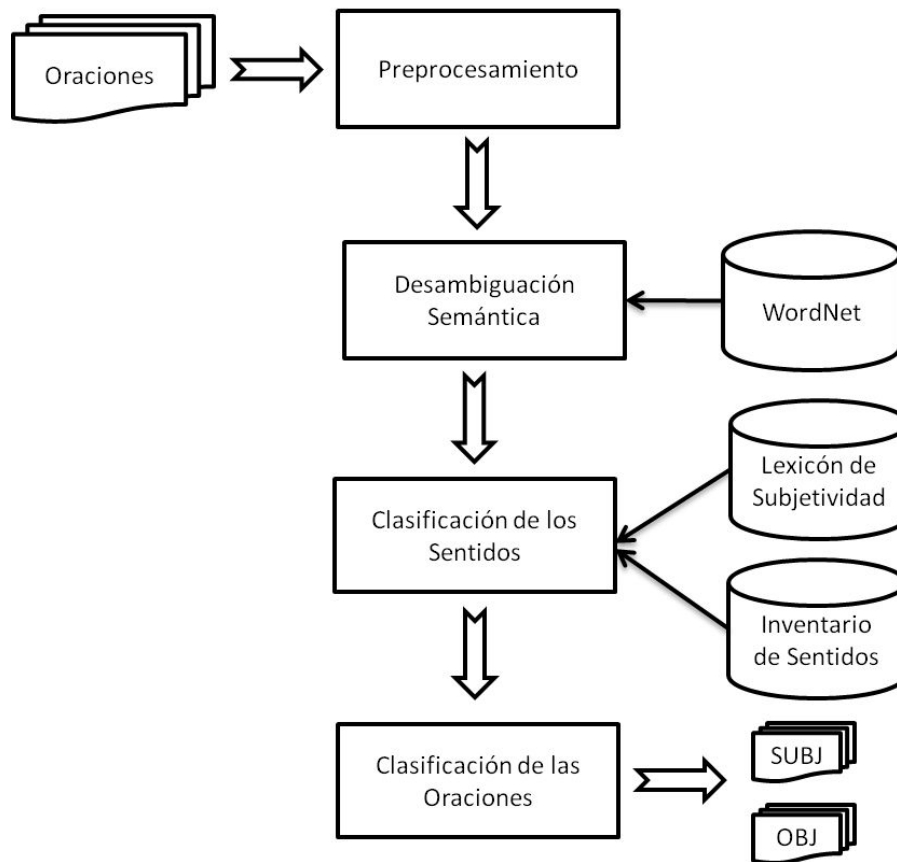 Oraciones
Preprocesamiento
Desambiguación
Semántica
WordNet
Lexicón de
Subjetividad
Clasificación de los
Sentidos
Inventario
de Sentidos
Clasificación de las
Oraciones
SUBJ
OBJ